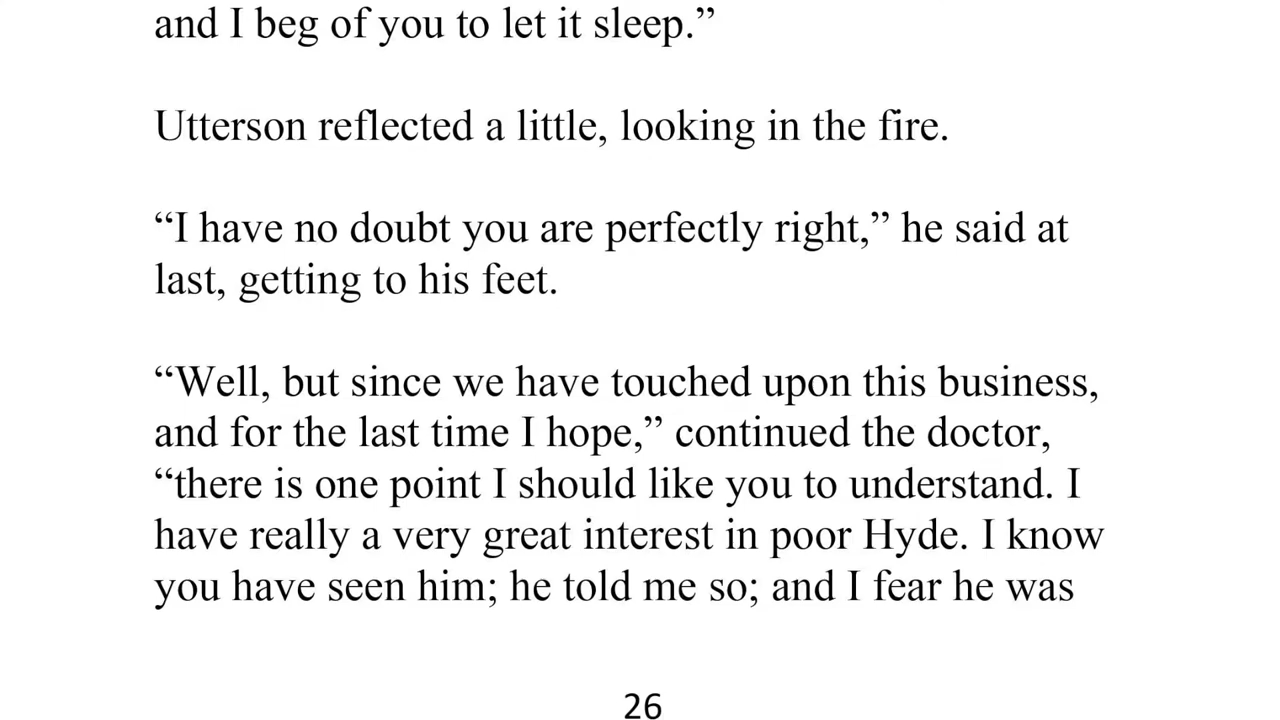 and I beg of you to let it sleep.”
Utterson reflected a little, looking in the fire.
“I have no doubt you are perfectly right,” he said at
last, getting to his feet.
“Well, but since we have touched upon this business,
and for the last time I hope,” continued the doctor,
“there is one point I should like you to understand. I
have really a very great interest in poor Hyde. I know
you have seen him; he told me so; and I fear he was
26